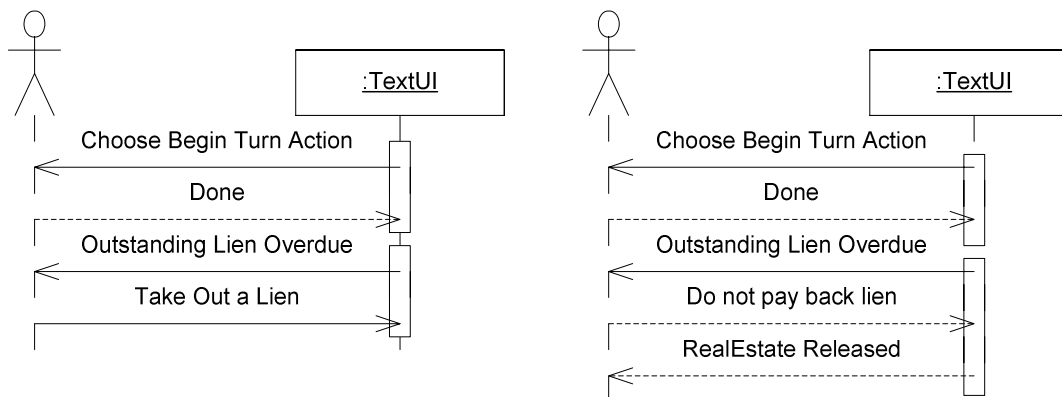 :TextUI
Choose Begin Turn Action
Done
Outstanding Lien Overdue
Take Out a Lien
:TextUI
Choose Begin Turn Action
Done
Outstanding Lien Overdue
Do not pay back lien
RealEstate Released